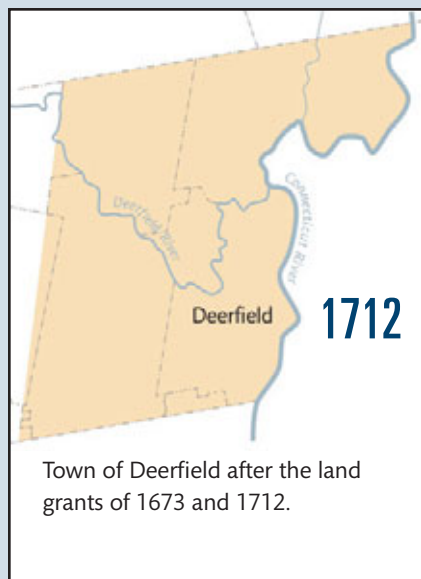 Deerfield River
Connecticut River
Deerfield
1712
Town of Deerfield after the land
grants of 1673 and 1712.